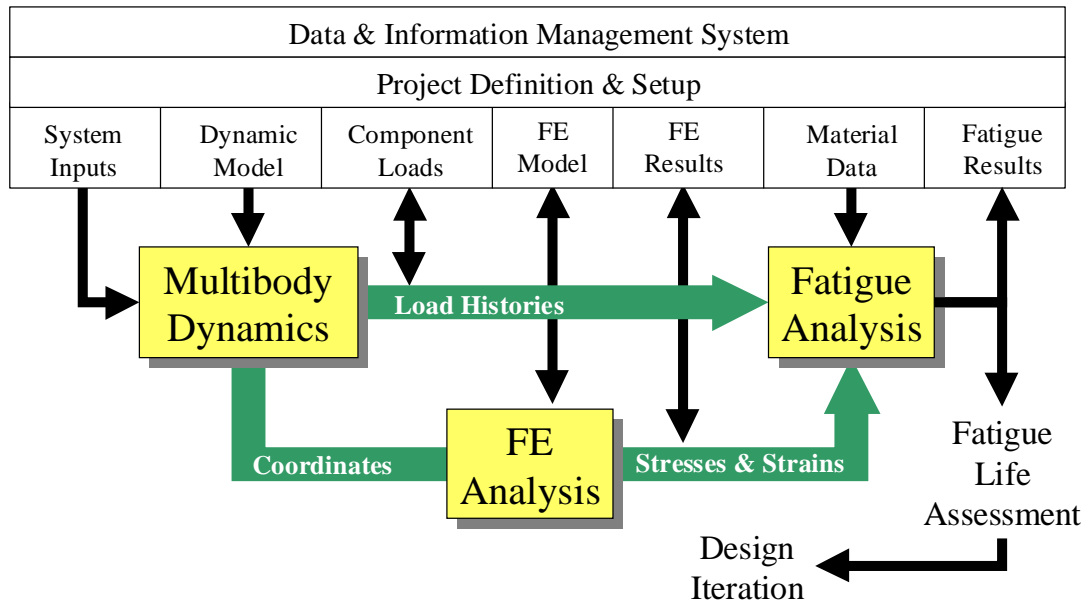 Data & Information Management System
Project Definition & Setup
System
Inputs
Dynamic
Model
Component
Loads
FE
Model
FE
Results
Material
Data
Fatigue
Results
Multibody
Dynamics
Load Histories
Fatigue
Analysis
Coordinates
FE
Analysis
Stresses & Strains
Fatigue
Life
Assessment
Design
Iteration